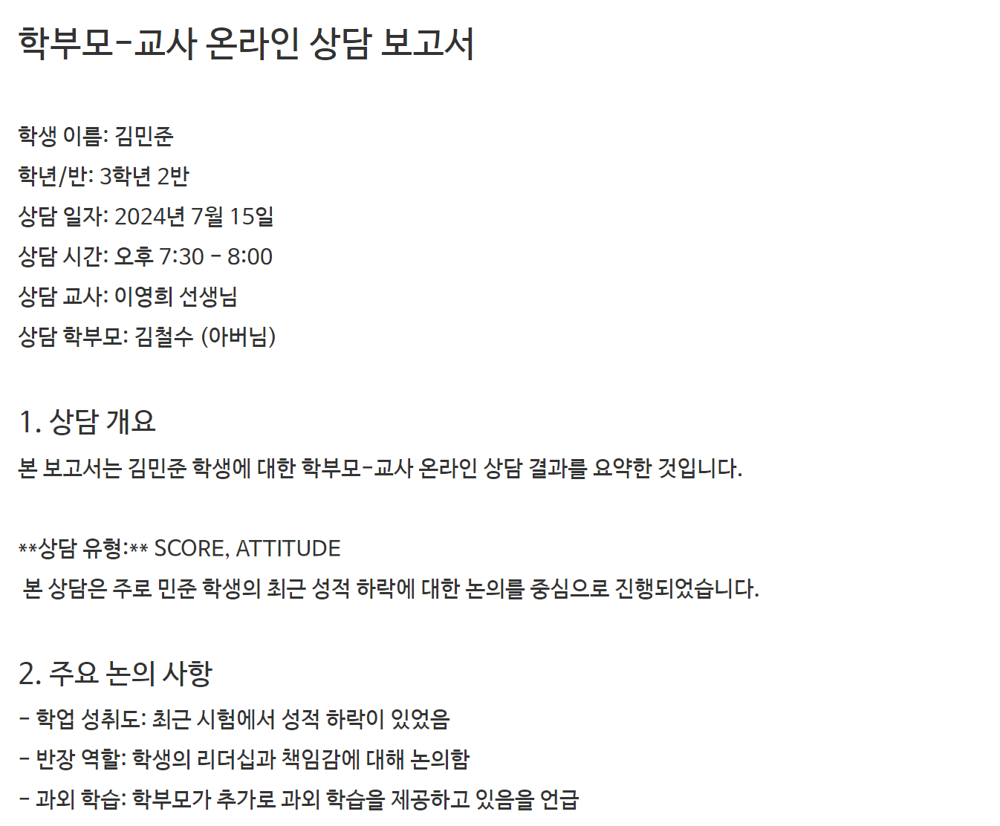 학부모-교사 온라인 상담 보고서
학생 이름: 김민준
학년/반: 3학년 2반
상담 일자: 2024년 7월 15일
상담 시간: 오후 7:30 - 8:00
상담 교사: 이영희 선생님
상담 학부모: 김철수 (아버님)
1. 상담 개요
본 보고서는 김민준 학생에 대한 학부모-교사 온라인 상담 결과를 요약한 것입니다.
**상담 유형:** SCORE, ATTITUDE
본 상담은 주로 민준 학생의 최근 성적 하락에 대한 논의를 중심으로 진행되었습니다.
2. 주요 논의 사항
- 학업 성취도: 최근 시험에서 성적 하락이 있었음
- 반장 역할: 학생의 리더십과 책임감에 대해 논의함
- 과외 학습: 학부모가 추가로 과외 학습을 제공하고 있음을 언급